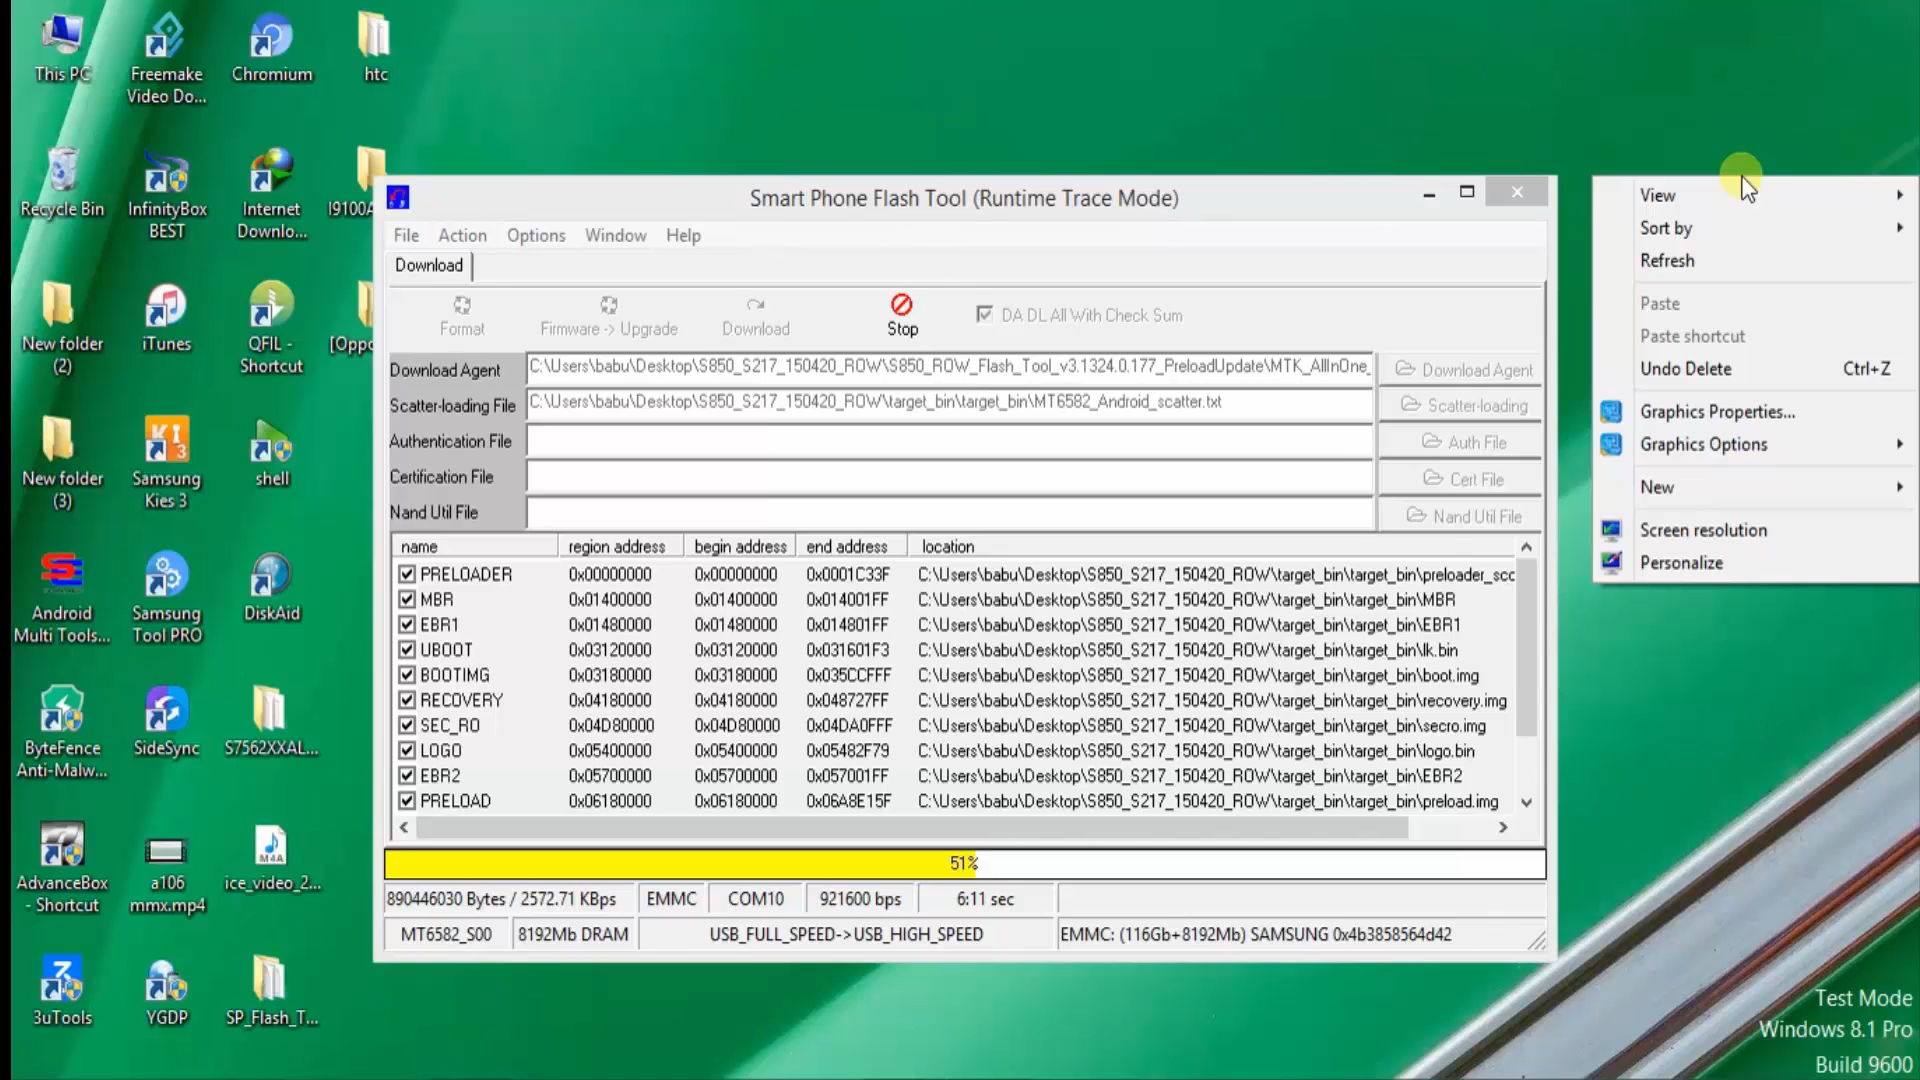 This PC
Freemake
Video Do...
Chromium
htc
Recycle Bin
InfinityBox
BEST
Internet
Downlo...
I9100A
New folder
(2)
iTunes
QFIL -
Shortcut
[Oppo
New folder
(3)
Samsung
Kies 3
shell
Android
Multi Tools...
Samsung
Tool PRO
DiskAid
ByteFence
Anti-Malw...
SideSync
S7562XXAL...
AdvanceBox
- Shortcut
a106
mmx.mp4
M4A
ice_video_2...
3uTools
YGDP
SP_Flash_T...
Smart Phone Flash Tool (Runtime Trace Mode)
File Action Options Window Help
Download
Format
Firmware -> Upgrade
Download
Stop
DA DL All With Check Sum
Download Agent C:\Users\babu\Desktop\S850_S217_150420_ROW\S850_ROW_Flash_Tool_v3.1324.0.177_PreloadUpdate\MTK_AllInOne_ Download Agent
Scatter-loading File C:\Users\babu\Desktop\S850_S217_150420_ROW\target_bin\target_bin\MT6582_Android_scatter.txt Scatter-loading
Authentication File Auth File
Certification File Cert File
Nand Util File Nand Util File
name region address begin address end address location
PRELOADER 0x00000000 0x00000000 0x0001C33F C:\Users\babu\Desktop\S850_S217_150420_ROW\target_bin\target_bin\preloader_scc
MBR 0x01400000 0x01400000 0x014001FF C:\Users\babu\Desktop\S850_S217_150420_ROW\target_bin\target_bin\MBR
EBR1 0x01480000 0x01480000 0x014801FF C:\Users\babu\Desktop\S850_S217_150420_ROW\target_bin\target_bin\EBR1
UBOOT 0x03120000 0x03120000 0x031601F3 C:\Users\babu\Desktop\S850_S217_150420_ROW\target_bin\target_bin\lk.bin
BOOTIMG 0x03180000 0x03180000 0x035CCFFF C:\Users\babu\Desktop\S850_S217_150420_ROW\target_bin\target_bin\boot.img
RECOVERY 0x04180000 0x04180000 0x048727FF C:\Users\babu\Desktop\S850_S217_150420_ROW\target_bin\target_bin\recovery.img
SEC_RO 0x04D80000 0x04D80000 0x04DA0FFF C:\Users\babu\Desktop\S850_S217_150420_ROW\target_bin\target_bin\secro.img
LOGO 0x05400000 0x05400000 0x05482F79 C:\Users\babu\Desktop\S850_S217_150420_ROW\target_bin\target_bin\logo.bin
EBR2 0x05700000 0x05700000 0x057001FF C:\Users\babu\Desktop\S850_S217_150420_ROW\target_bin\target_bin\EBR2
PRELOAD 0x06180000 0x06180000 0x06A8E15F C:\Users\babu\Desktop\S850_S217_150420_ROW\target_bin\target_bin\preload.img
51%
890446030 Bytes / 2572.71 KBps EMMC COM10 921600 bps 6:11 sec
MT6582_S00 8192Mb DRAM USB_FULL_SPEED->USB_HIGH_SPEED EMMC: (116Gb+8192Mb) SAMSUNG 0x4b3858564d42
View
Sort by
Refresh
Paste
Paste shortcut
Undo Delete Ctrl+Z
Graphics Properties...
Graphics Options
New
Screen resolution
Personalize
Test Mode
Windows 8.1 Pro
Build 9600